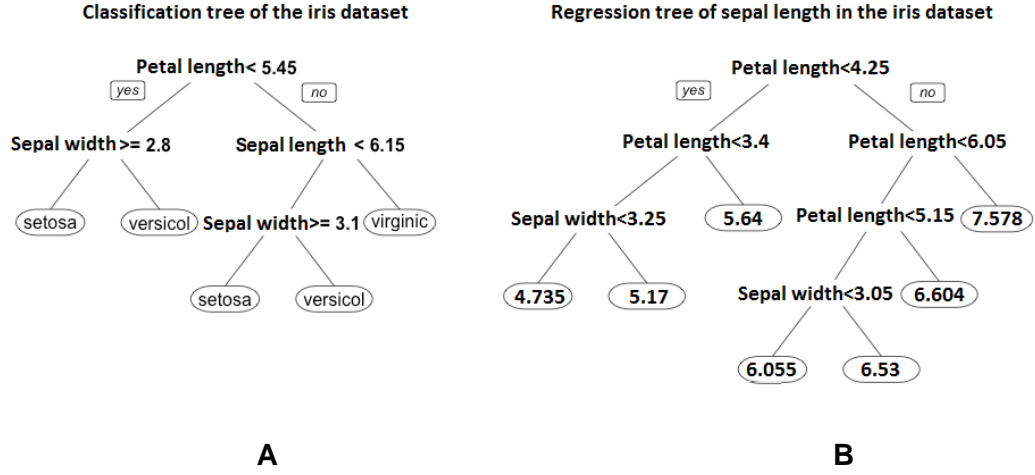 Classification tree of the iris dataset
Petal length< 5.45
yes
no
Sepal width>= 2.8
Sepal length < 6.15
setosa
versicol
Sepal width>= 3.1
virginic
setosa
versicol
A
Regression tree of sepal length in the iris dataset
Petal length<4.25
yes
no
Petal length<3.4
Petal length<6.05
Sepal width<3.25
5.64
Petal length<5.15
7.578
4.735
5.17
Sepal width<3.05
6.604
6.055
6.53
B